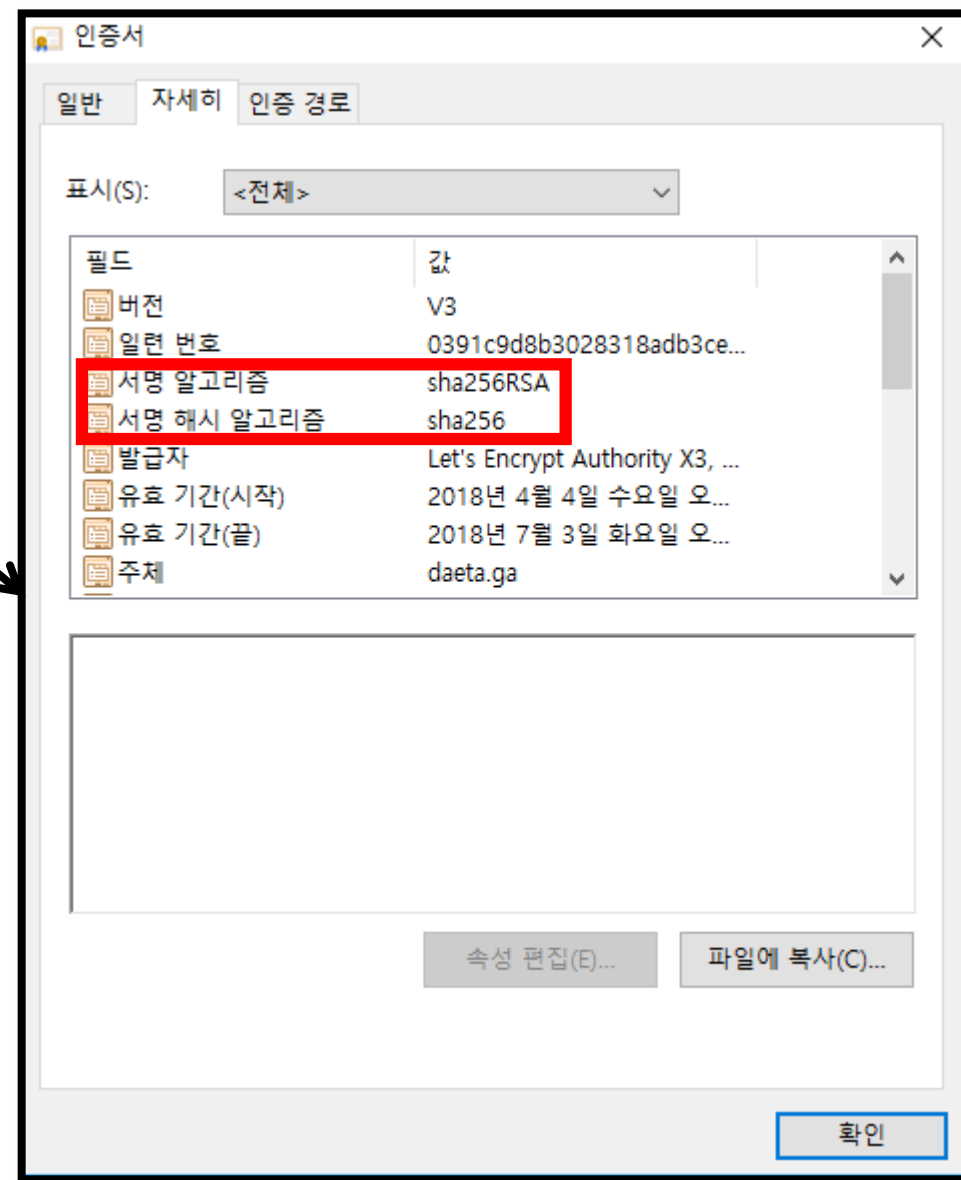 인증서
일반 자세히 인증 경로
표시(S): <전체>
필드 값
버전 V3
일련 번호 0391c9d8b3028318adb3ce...
서명 알고리즘 sha256RSA
서명 해시 알고리즘 sha256
발급자 Let's Encrypt Authority X3, ...
유효 기간(시작) 2018년 4월 4일 수요일 오...
유효 기간(끝) 2018년 7월 3일 화요일 오...
주체 daeta.ga
속성 편집(E)... 파일에 복사(C)...
확인